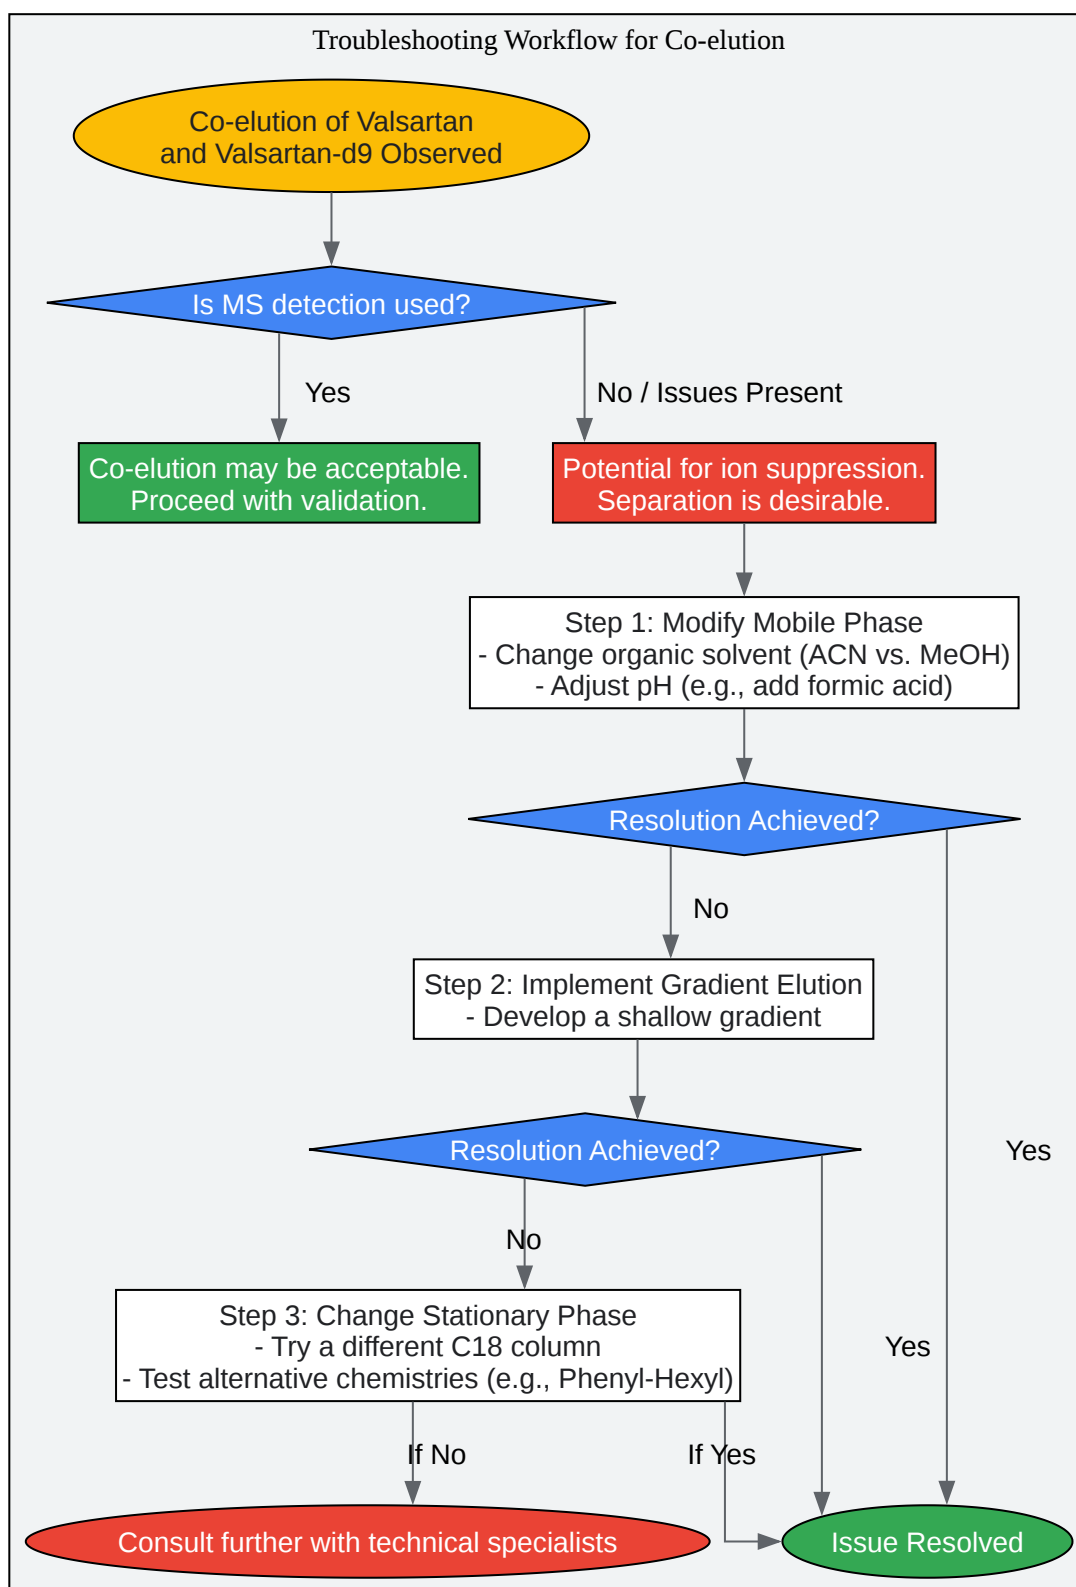 Troubleshooting Workflow for Co-elution
Co-elution of Valsartan
and Valsartan-d9 Observed
Is MS detection used?
Yes
No / Issues Present
Co-elution may be acceptable.
Proceed with validation.
Potential for ion suppression.
Separation is desirable.
Step 1: Modify Mobile Phase
- Change organic solvent (ACN vs. MeOH)
- Adjust pH (e.g., add formic acid)
Resolution Achieved?
No
Step 2: Implement Gradient Elution
- Develop a shallow gradient
Resolution Achieved?
Yes
No
Step 3: Change Stationary Phase
- Try a different C18 column
- Test alternative chemistries (e.g., Phenyl-Hexyl)
Yes
If No
If Yes
Consult further with technical specialists
Issue Resolved